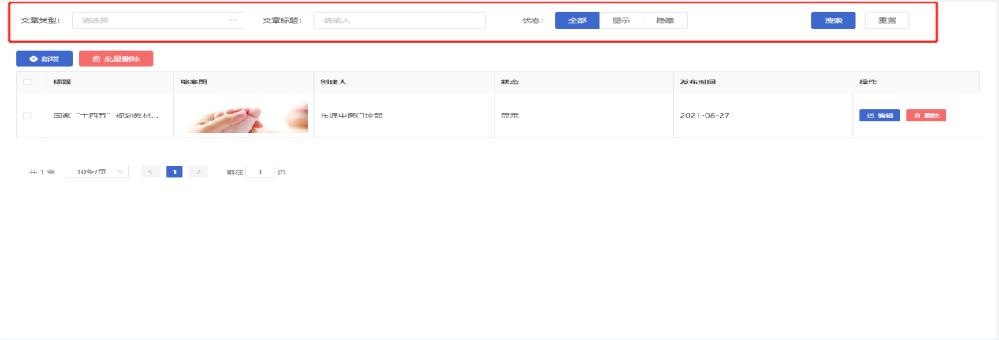 文章类型: 请选择 文章标题: 请输入 状态: 全部 显示 隐藏 搜索 重置
新增 批量删除
标题 缩率图 创建人 状态 发布时间 操作
国家“十四五”规划教材... 东源中医门诊部 显示 2021-08-27 编辑 删除
共 1 条 10条/页 < 1 > 前往 1 页